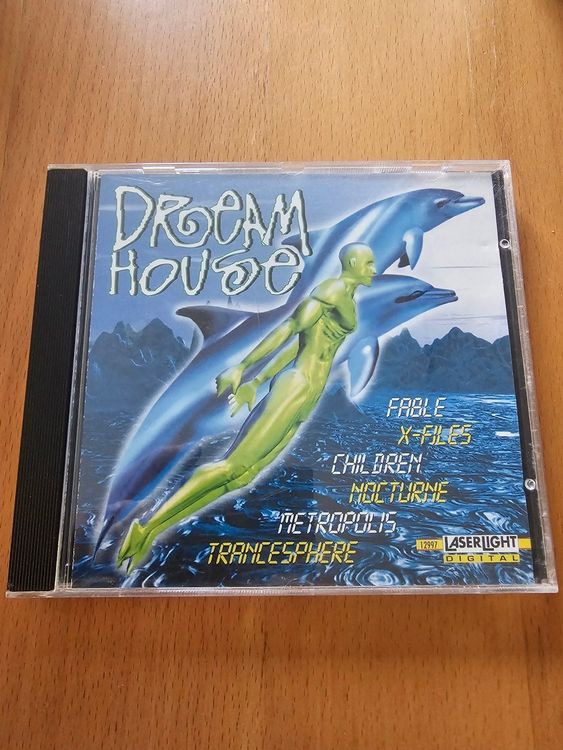 DREAM
HOUSE
FABLE
X-FILES
CHILDREN
NOCTURNE
METROPOLIS
TRANCESPHERE
12997 LASERLIGHT
DIGITAL